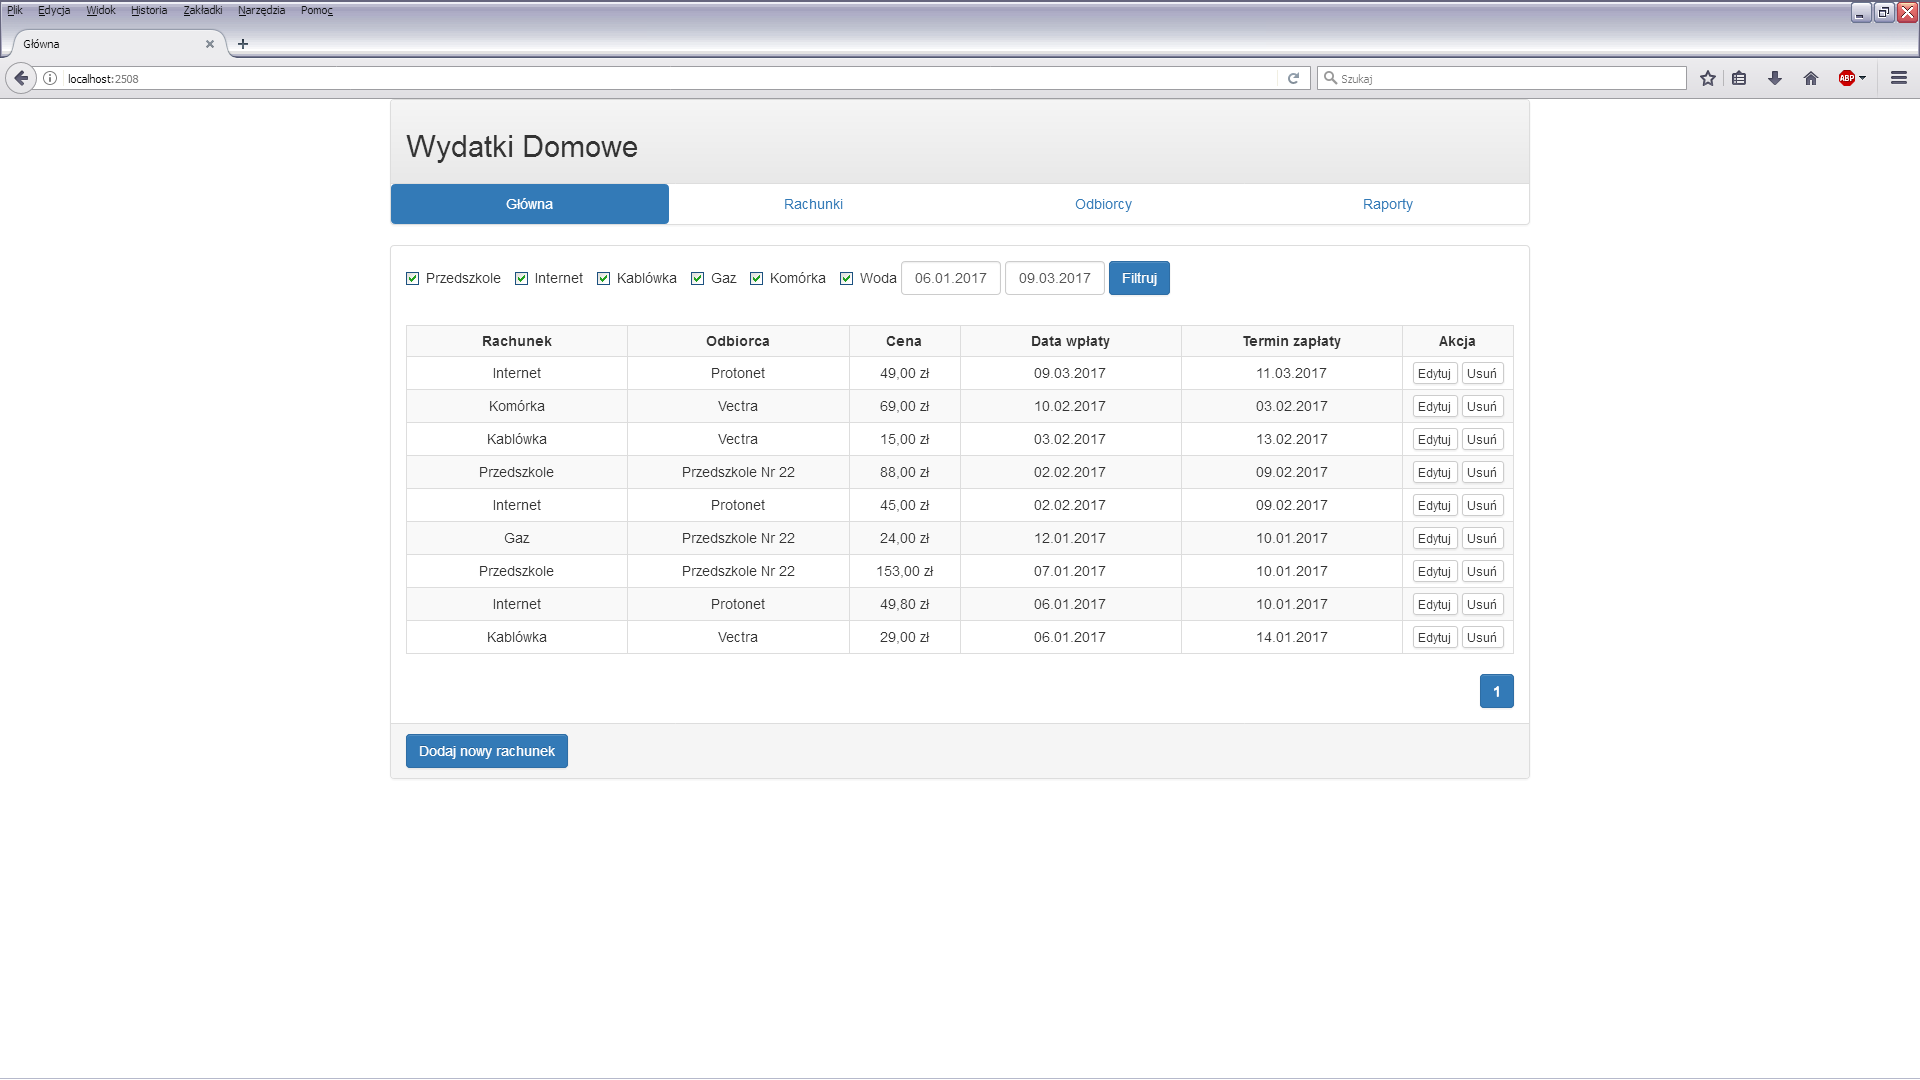 Plik Edycja Widok Historia Zakładki Narzędzia Pomoc
Główna
localhost:2508
Szukaj
ABP
Wydatki Domowe
Główna Rachunki Odbiorcy Raporty
Przedszkole Internet Kablówka Gaz Komórka Woda 06.01.2017 09.03.2017 Filtruj
Rachunek Odbiorca Cena Data wpłaty Termin zapłaty Akcja
Internet Protonet 49,00 zł 09.03.2017 11.03.2017 Edytuj Usuń
Komórka Vectra 69,00 zł 10.02.2017 03.02.2017 Edytuj Usuń
Kablówka Vectra 15,00 zł 03.02.2017 13.02.2017 Edytuj Usuń
Przedszkole Przedszkole Nr 22 88,00 zł 02.02.2017 09.02.2017 Edytuj Usuń
Internet Protonet 45,00 zł 02.02.2017 09.02.2017 Edytuj Usuń
Gaz Przedszkole Nr 22 24,00 zł 12.01.2017 10.01.2017 Edytuj Usuń
Przedszkole Przedszkole Nr 22 153,00 zł 07.01.2017 10.01.2017 Edytuj Usuń
Internet Protonet 49,80 zł 06.01.2017 10.01.2017 Edytuj Usuń
Kablówka Vectra 29,00 zł 06.01.2017 14.01.2017 Edytuj Usuń
1
Dodaj nowy rachunek